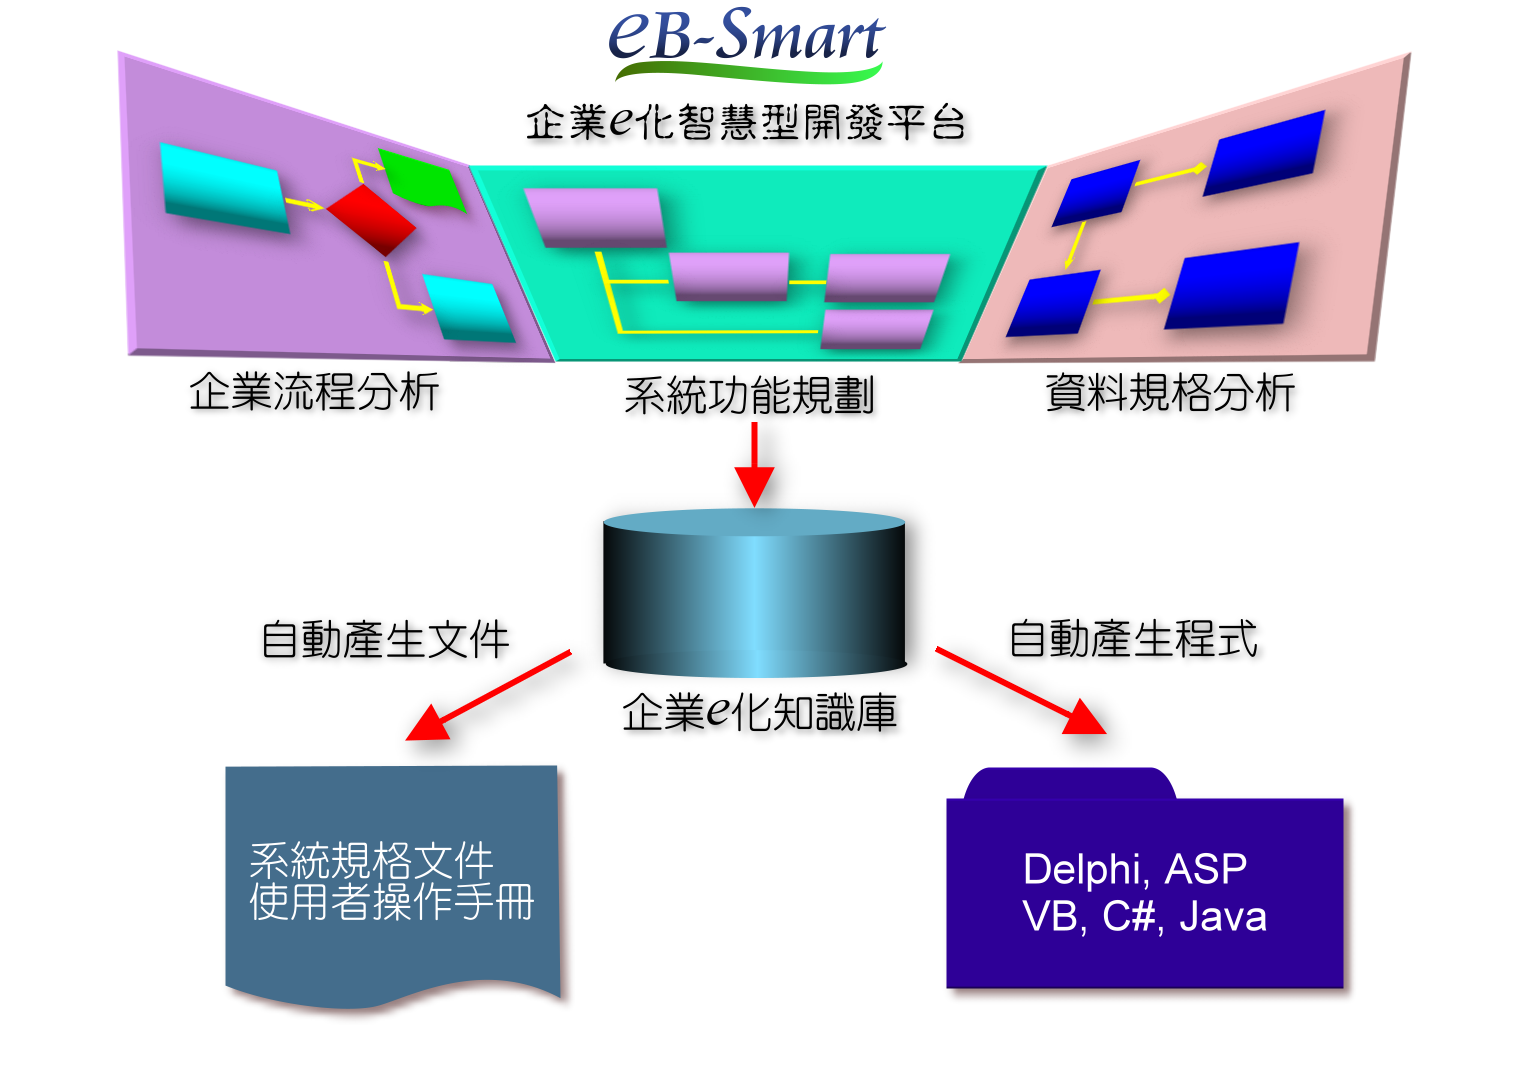 eB-Smart
企業e化智慧型開發平台
企業流程分析
系統功能規劃
資料規格分析
自動產生文件
自動產生程式
企業e化知識庫
系統規格文件
使用者操作手冊
Delphi, ASP
VB, C#, Java